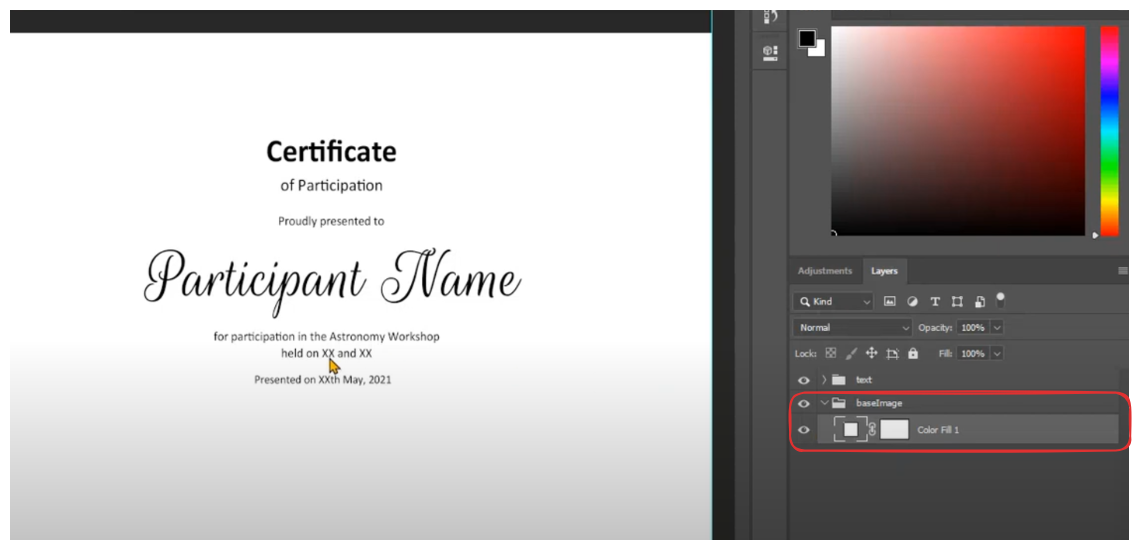 Certificate
of Participation
Proudly presented to
Participant Name
for participation in the Astronomy Workshop
held on XX and XX
Presented on XXth May, 2021
Adjustments Layers
Kind
Normal Opacity: 100%
Lock: Fill: 100%
text
baseImage
Color Fill 1